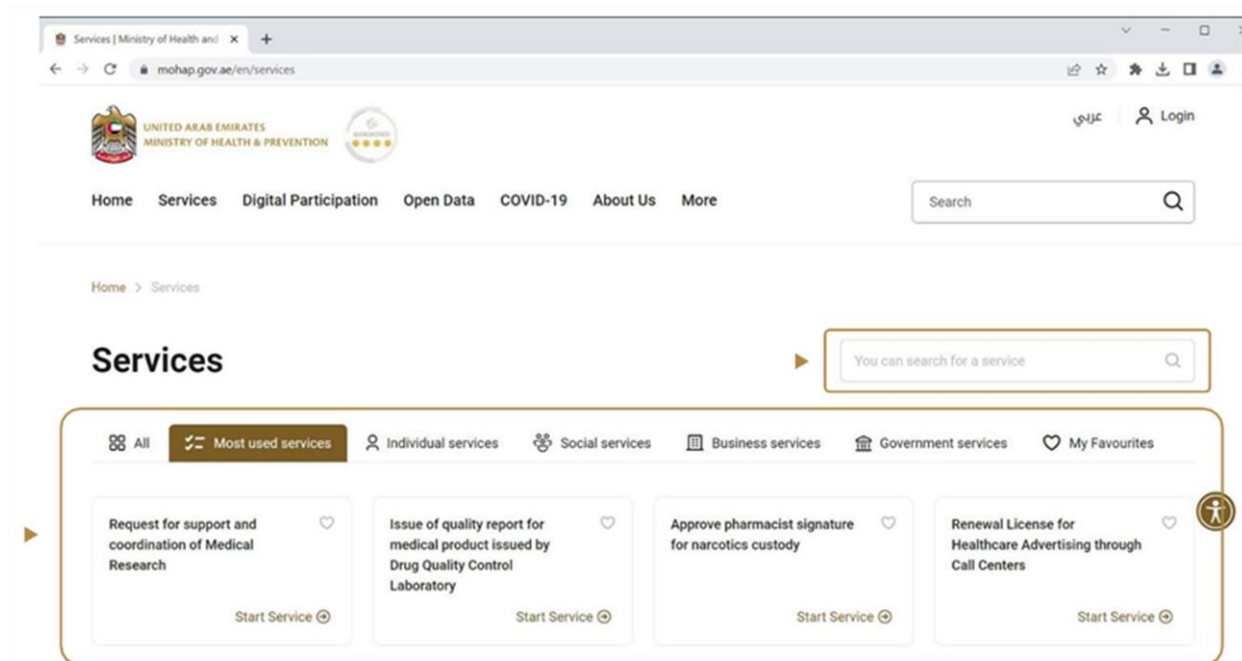 Services | Ministry of Health and
mohap.gov.ae/en/services
UNITED ARAB EMIRATES
MINISTRY OF HEALTH & PREVENTION
عربي
Login
Home Services Digital Participation Open Data COVID-19 About Us More
Search
Home > Services
Services
You can search for a service
All Most used services Individual services Social services Business services Government services My Favourites
Request for support and
coordination of Medical
Research
Start Service
Issue of quality report for
medical product issued by
Drug Quality Control
Laboratory
Start Service
Approve pharmacist signature
for narcotics custody
Start Service
Renewal License for
Healthcare Advertising through
Call Centers
Start Service